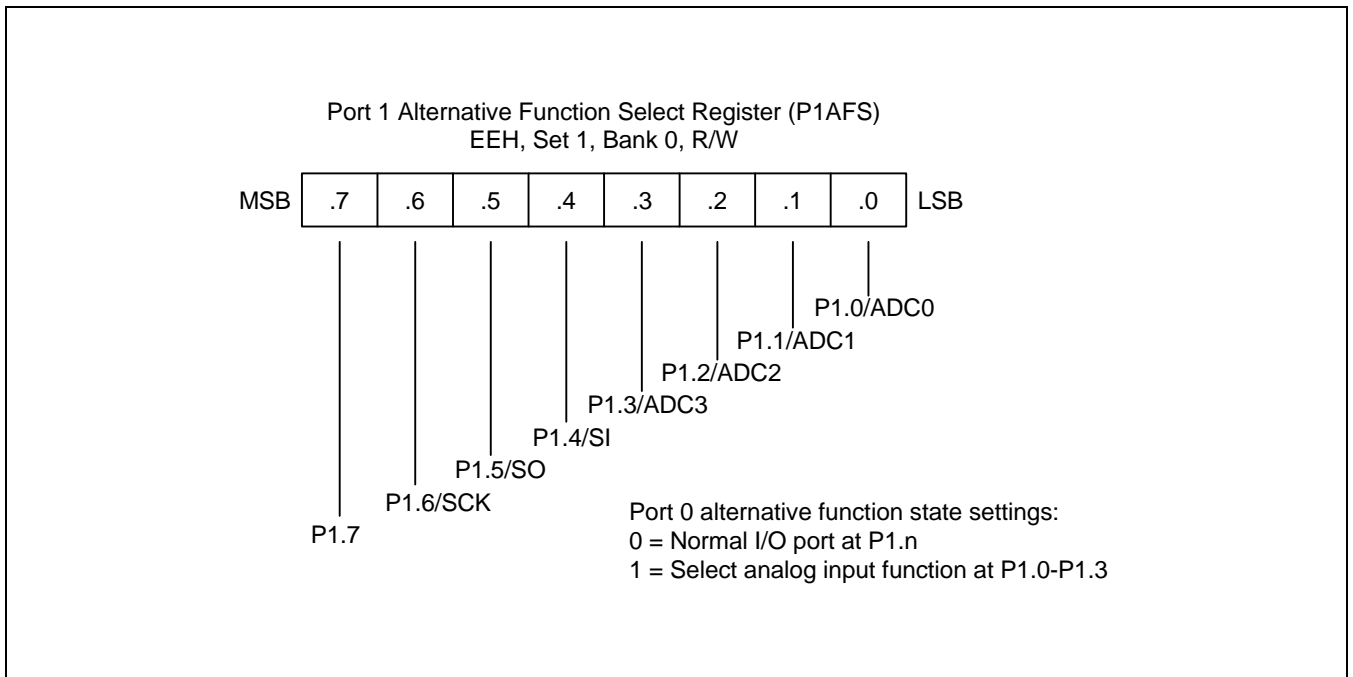 Port 1 Alternative Function Select Register (P1AFS)
EEH, Set 1, Bank 0, R/W
MSB .7 .6 .5 .4 .3 .2 .1 .0 LSB
P1.0/ADC0
P1.1/ADC1
P1.2/ADC2
P1.3/ADC3
P1.4/SI
P1.5/SO
P1.6/SCK
P1.7
Port 0 alternative function state settings:
0 = Normal I/O port at P1.n
1 = Select analog input function at P1.0-P1.3